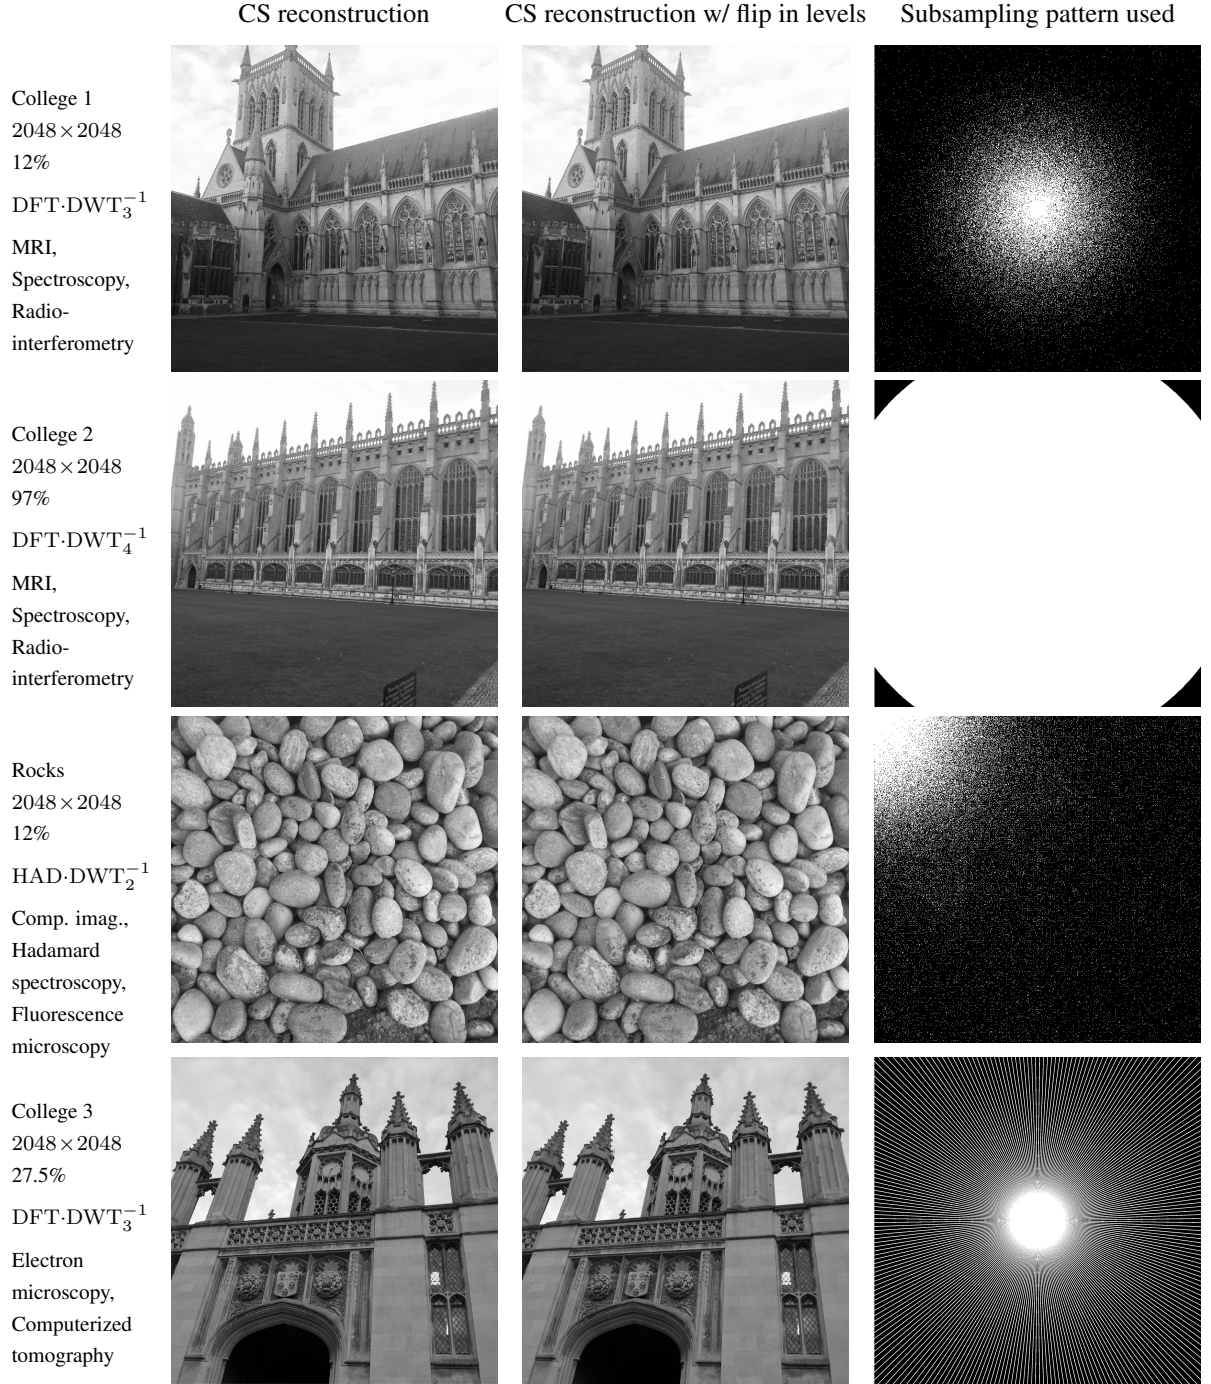 CS reconstruction
CS reconstruction w/ flip in levels
Subsampling pattern used
College 1
2048×2048
12%
DFT·DWT₃⁻¹
MRI,
Spectroscopy,
Radio-
interferometry
College 2
2048×2048
97%
DFT·DWT₄⁻¹
MRI,
Spectroscopy,
Radio-
interferometry
Rocks
2048×2048
12%
HAD·DWT₂⁻¹
Comp. imag.,
Hadamard
spectroscopy,
Fluorescence
microscopy
College 3
2048×2048
27.5%
DFT·DWT₃⁻¹
Electron
microscopy,
Computerized
tomography